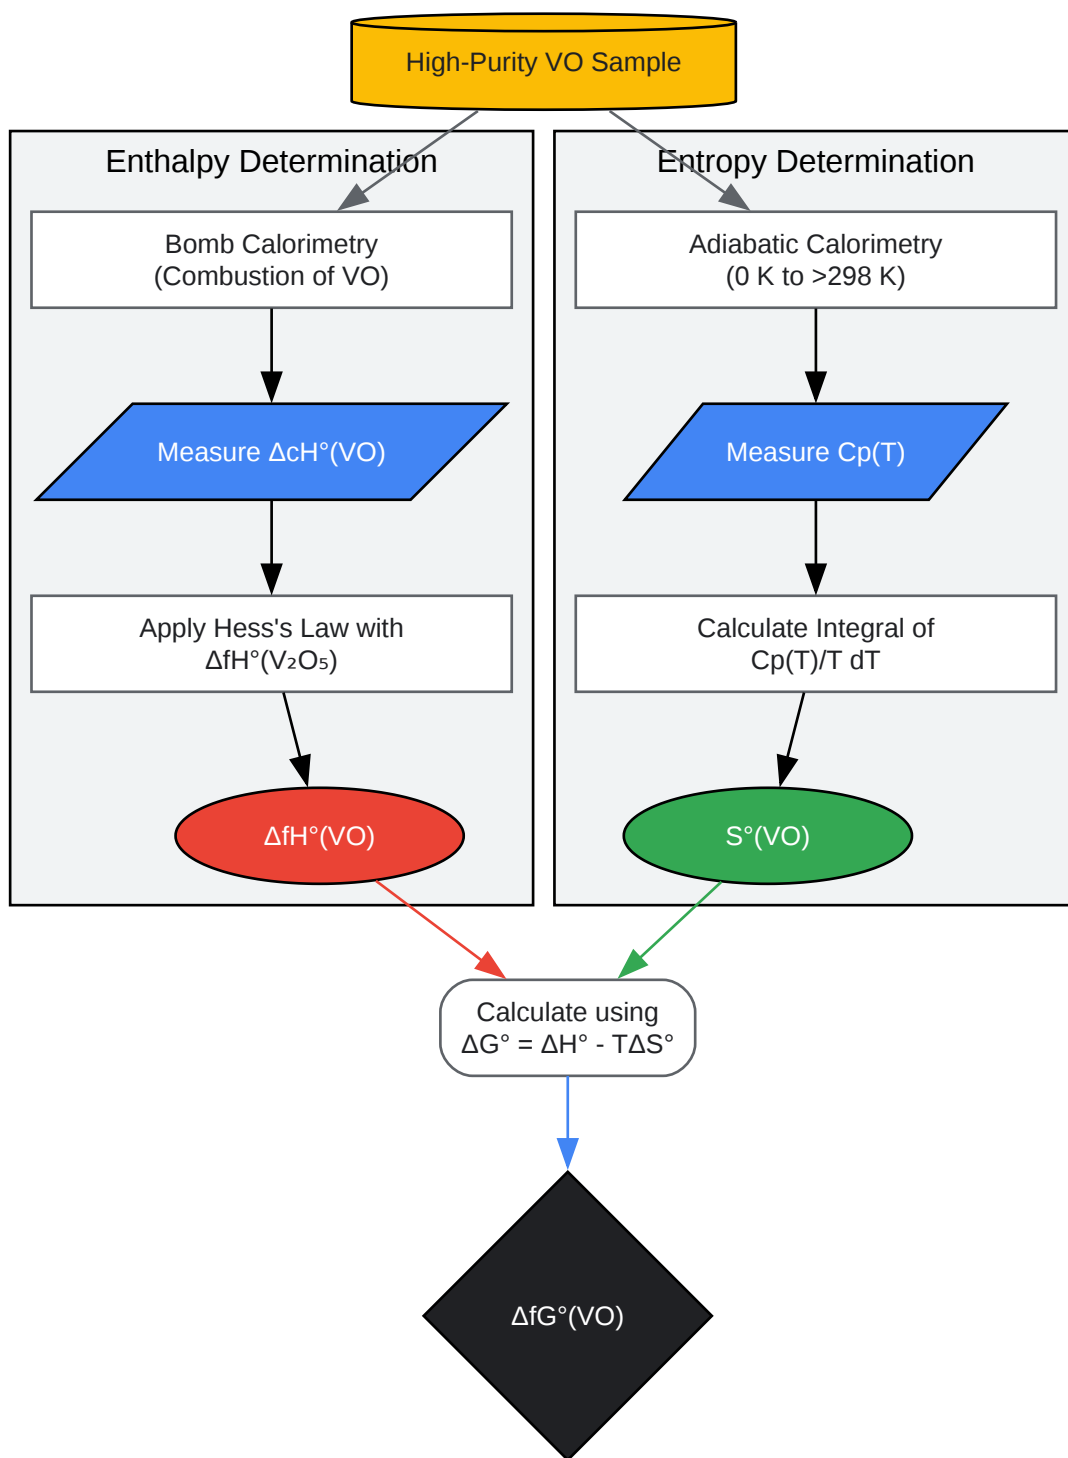 High-Purity VO Sample
Enthalpy Determination
Bomb Calorimetry
(Combustion of VO)
Measure ΔcH°(VO)
Apply Hess's Law with
ΔfH°(V₂O₅)
ΔfH°(VO)
Entropy Determination
Adiabatic Calorimetry
(0 K to >298 K)
Measure Cp(T)
Calculate Integral of
Cp(T)/T dT
S°(VO)
Calculate using
ΔG° = ΔH° - TΔS°
ΔfG°(VO)